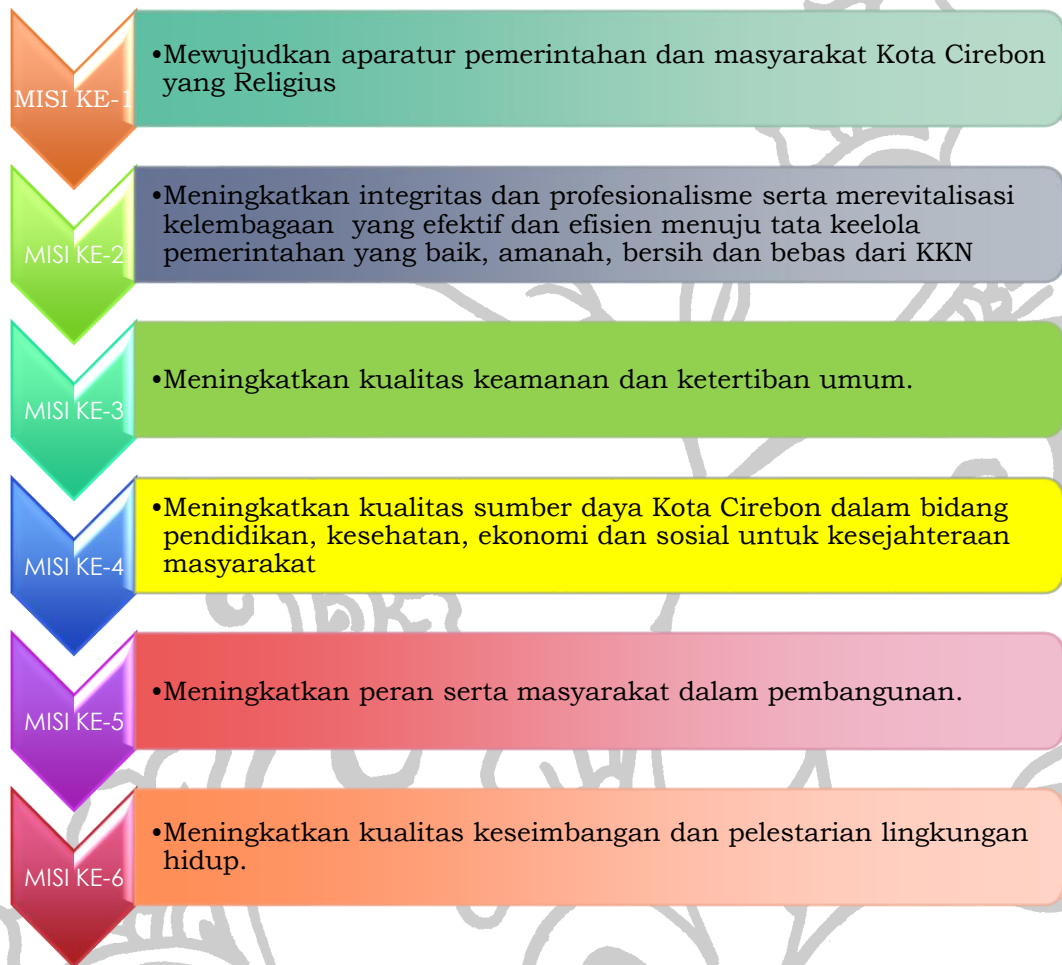 MISI KE-1
•Mewujudkan aparatur pemerintahan dan masyarakat Kota Cirebon
yang Religius
MISI KE-2
•Meningkatkan integritas dan profesionalisme serta merevitalisasi
kelembagaan yang efektif dan efisien menuju tata keelola
pemerintahan yang baik, amanah, bersih dan bebas dari KKN
MISI KE-3
•Meningkatkan kualitas keamanan dan ketertiban umum.
MISI KE-4
•Meningkatkan kualitas sumber daya Kota Cirebon dalam bidang
pendidikan, kesehatan, ekonomi dan sosial untuk kesejahteraan
masyarakat
MISI KE-5
•Meningkatkan peran serta masyarakat dalam pembangunan.
MISI KE-6
•Meningkatkan kualitas keseimbangan dan pelestarian lingkungan
hidup.